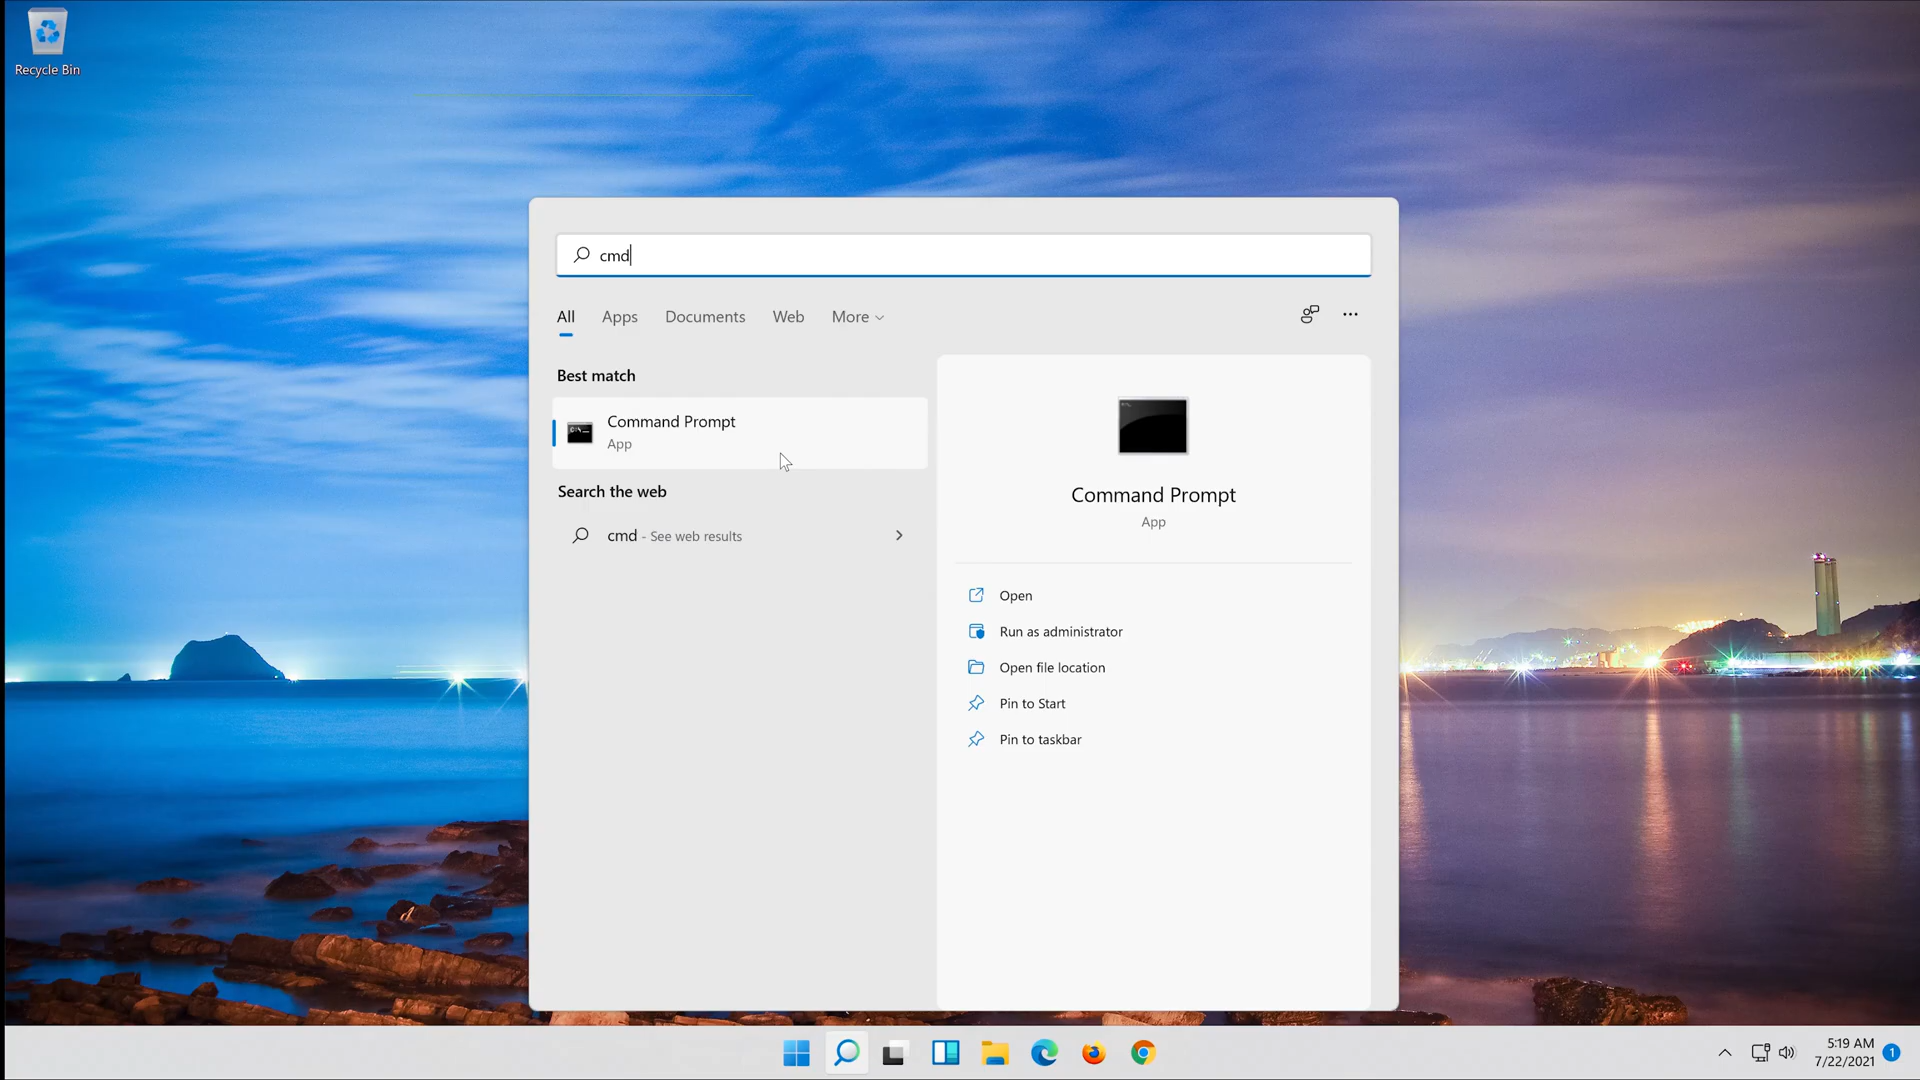 Recycle Bin
cmd
All Apps Documents Web More
Best match
Command Prompt
App
Search the web
cmd - See web results
Command Prompt
App
Open
Run as administrator
Open file location
Pin to Start
Pin to taskbar
5:19 AM
7/22/2021
1